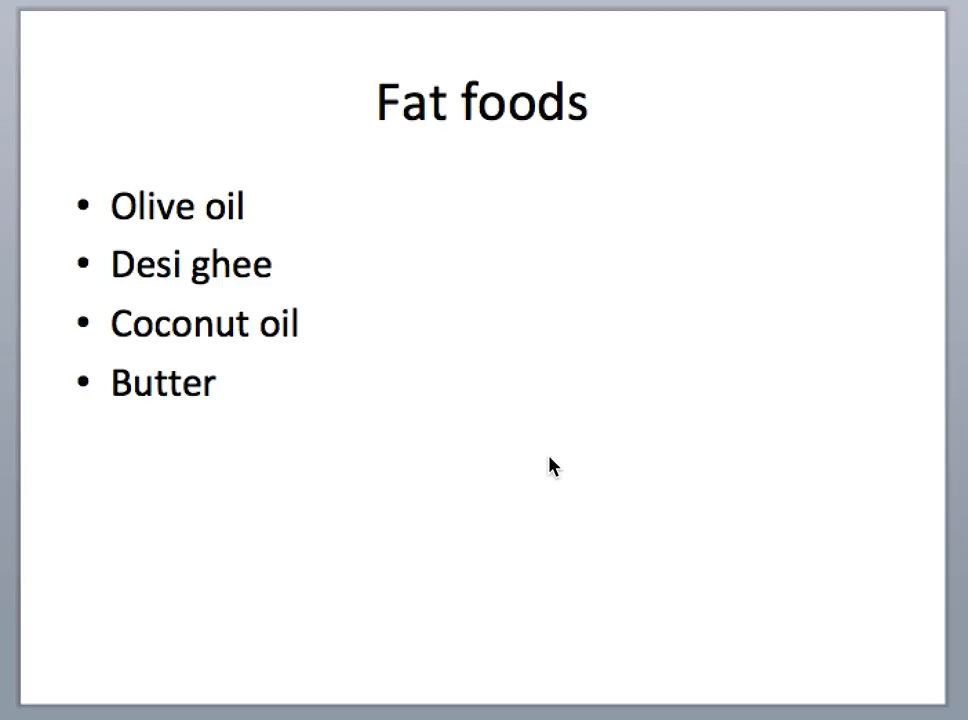 Fat foods
• Olive oil
• Desi ghee
• Coconut oil
• Butter